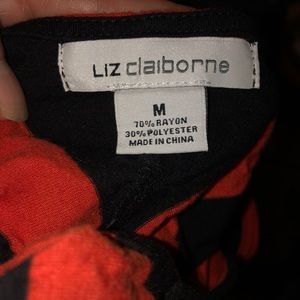 LIZ claiborne
M
70% RAYON
30% POLYESTER
MADE IN CHINA